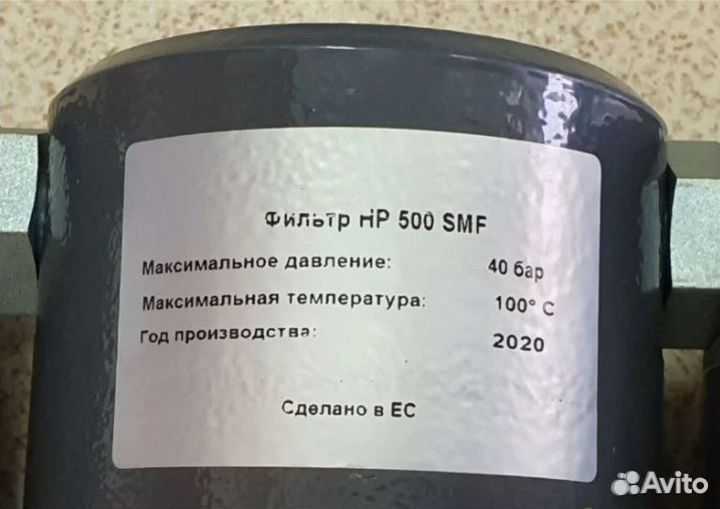 Фильтр HP 500 SMF
Максимальное давление: 40 бар
Максимальная температура: 100° С
Год производства: 2020
Сделано в ЕС
Avito